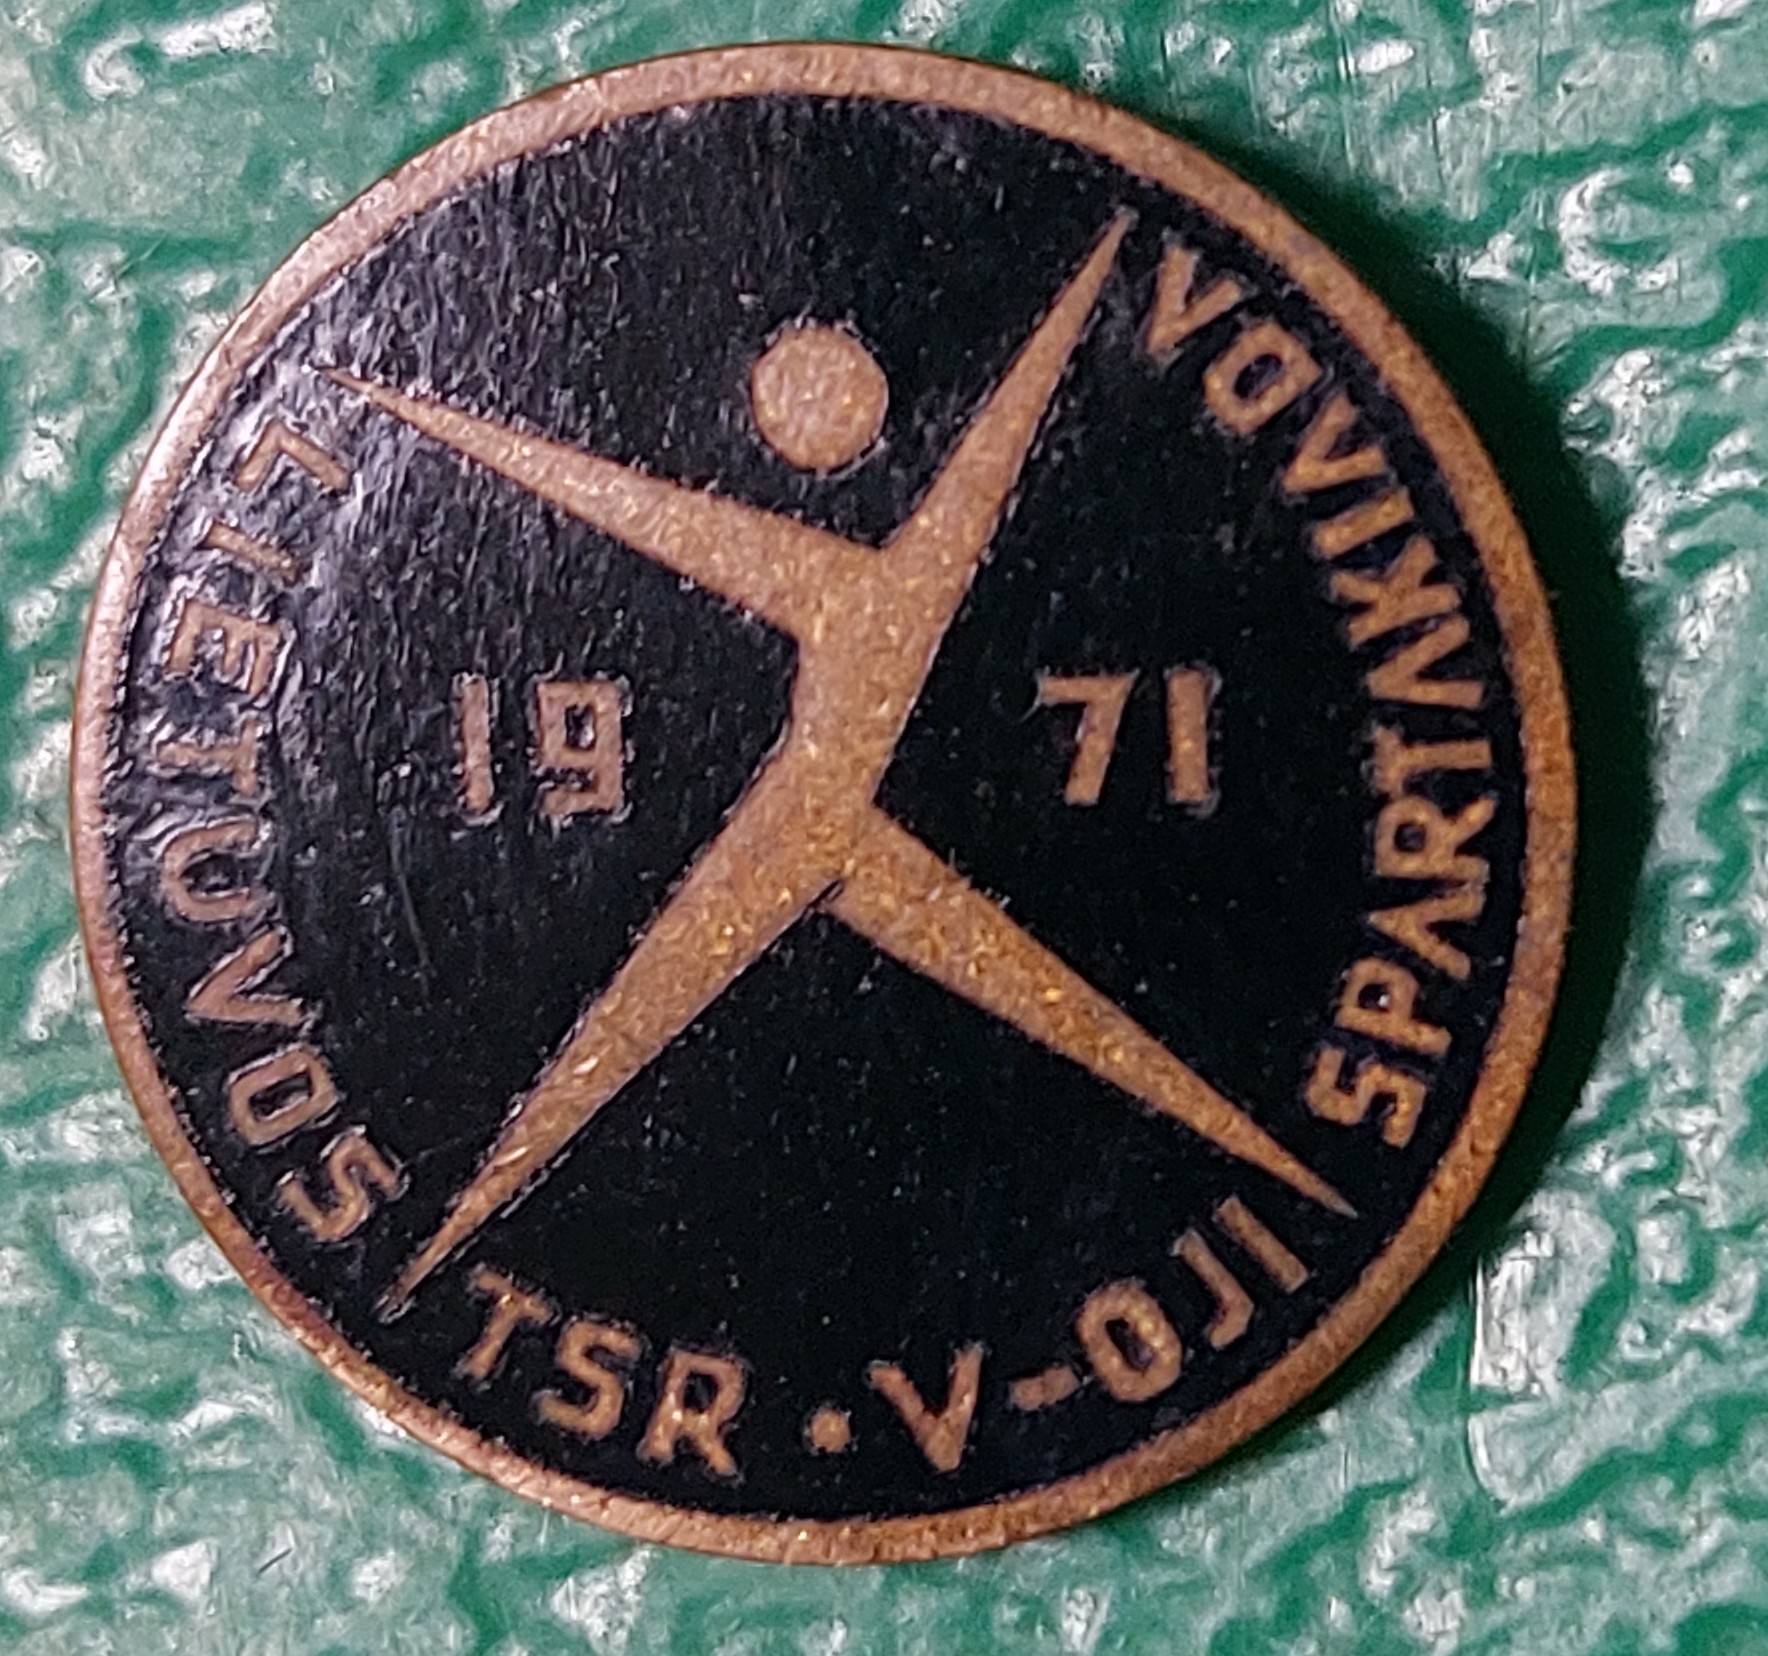 19 71
LIETUVOS TSR · V-OJI SPARTAKIADA